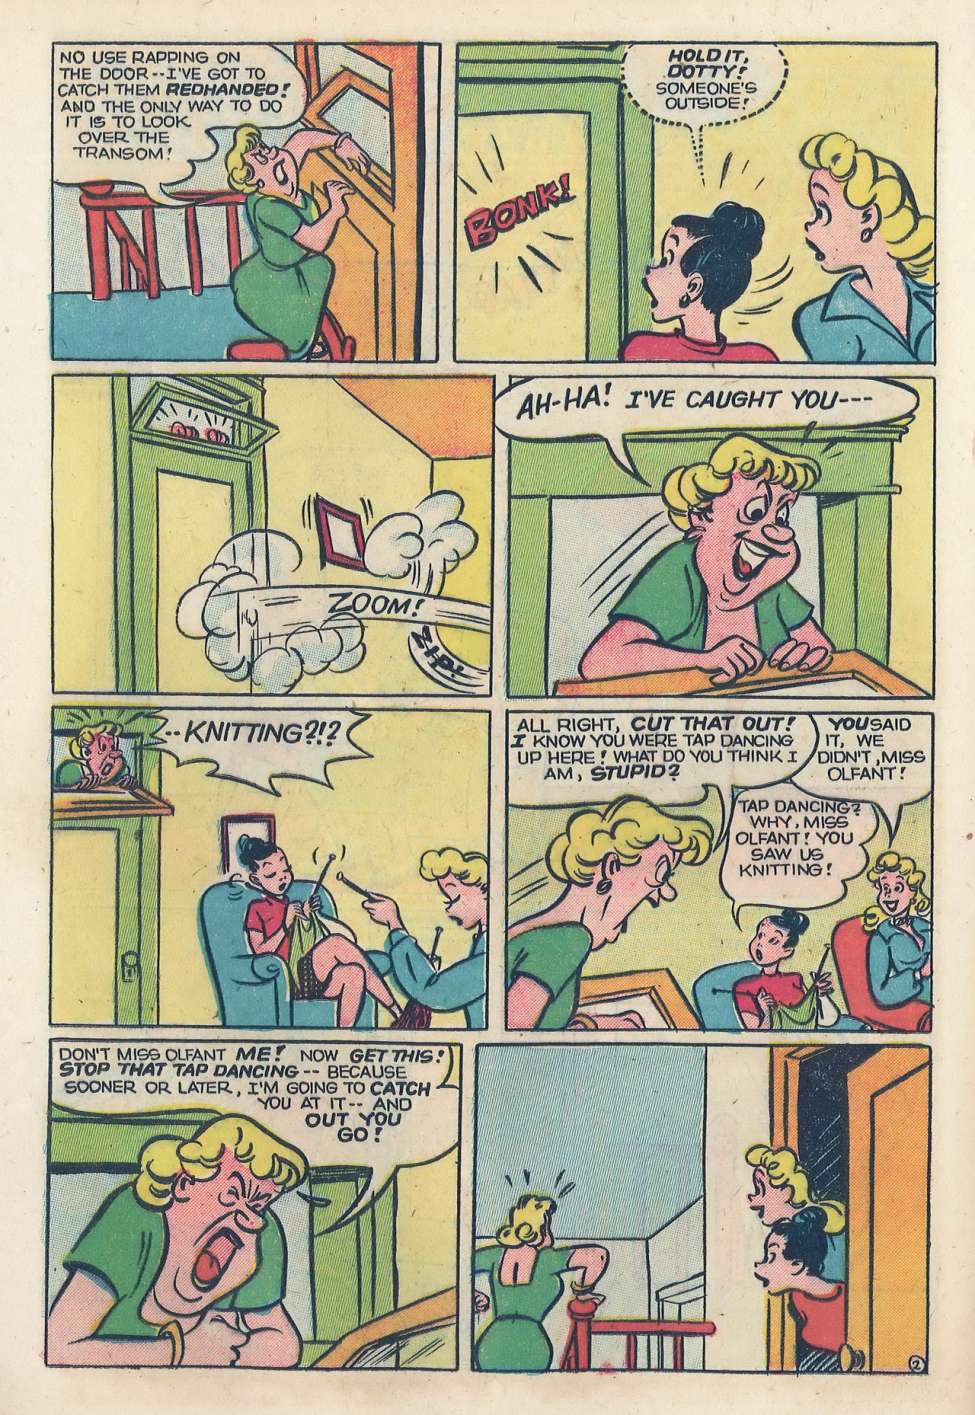 NO USE RAPPING ON
THE DOOR--I'VE GOT TO
CATCH THEM REDHANDED!
AND THE ONLY WAY TO DO
IT IS TO LOOK
OVER THE
TRANSOM!
HOLD IT,
DOTTY!
SOMEONE'S
OUTSIDE!
BONK!
ZOOM!
ZIP!
AH-HA! I'VE CAUGHT YOU---
--KNITTING?!?
ALL RIGHT, CUT THAT OUT!
I KNOW YOU WERE TAP DANCING
UP HERE! WHAT DO YOU THINK I
AM, STUPID?
YOU SAID
IT, WE
DIDN'T, MISS
OLFANT!
TAP DANCING?
WHY, MISS
OLFANT! YOU
SAW US
KNITTING!
DON'T MISS OLFANT ME! NOW GET THIS!
STOP THAT TAP DANCING-- BECAUSE
SOONER OR LATER, I'M GOING TO CATCH
YOU AT IT-- AND
OUT YOU
GO!
2